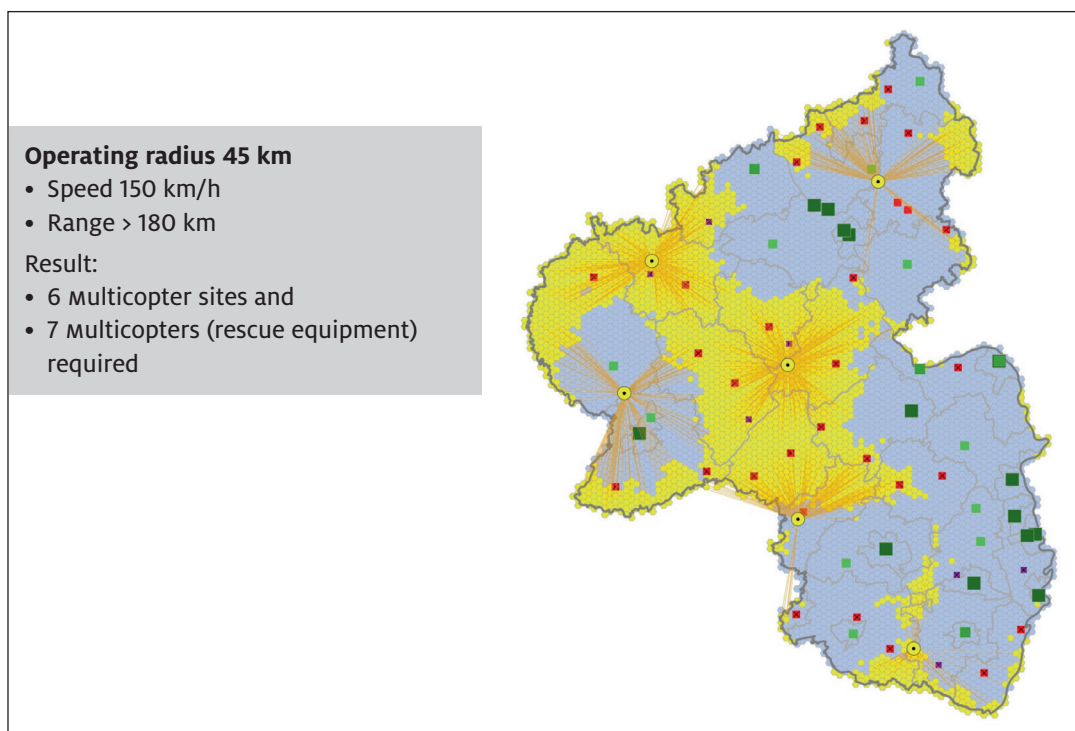 Operating radius 45 km
• Speed 150 km/h
• Range > 180 km
Result:
• 6 Multicopter sites and
• 7 Multicopters (rescue equipment)
required